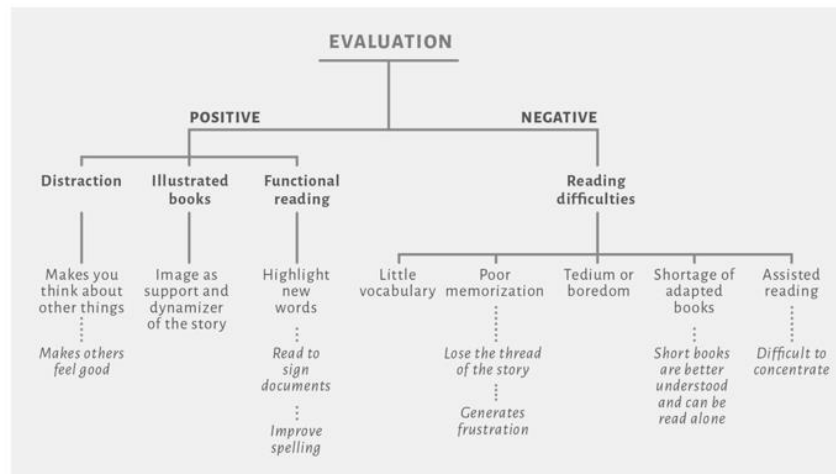 EVALUATION
POSITIVE
NEGATIVE
Distraction
Illustrated
books
Functional
reading
Reading
difficulties
Makes you
think about
other things
Makes others
feel good
Image as
support and
dynamizer
of the story
Highlight
new
words
Read to
sign
documents
Improve
spelling
Little
vocabulary
Poor
memorization
Lose the thread
of the story
Generates
frustration
Tedium or
boredom
Shortage of
adapted
books
Short books
are better
understood
and can be
read alone
Assisted
reading
Difficult to
concentrate